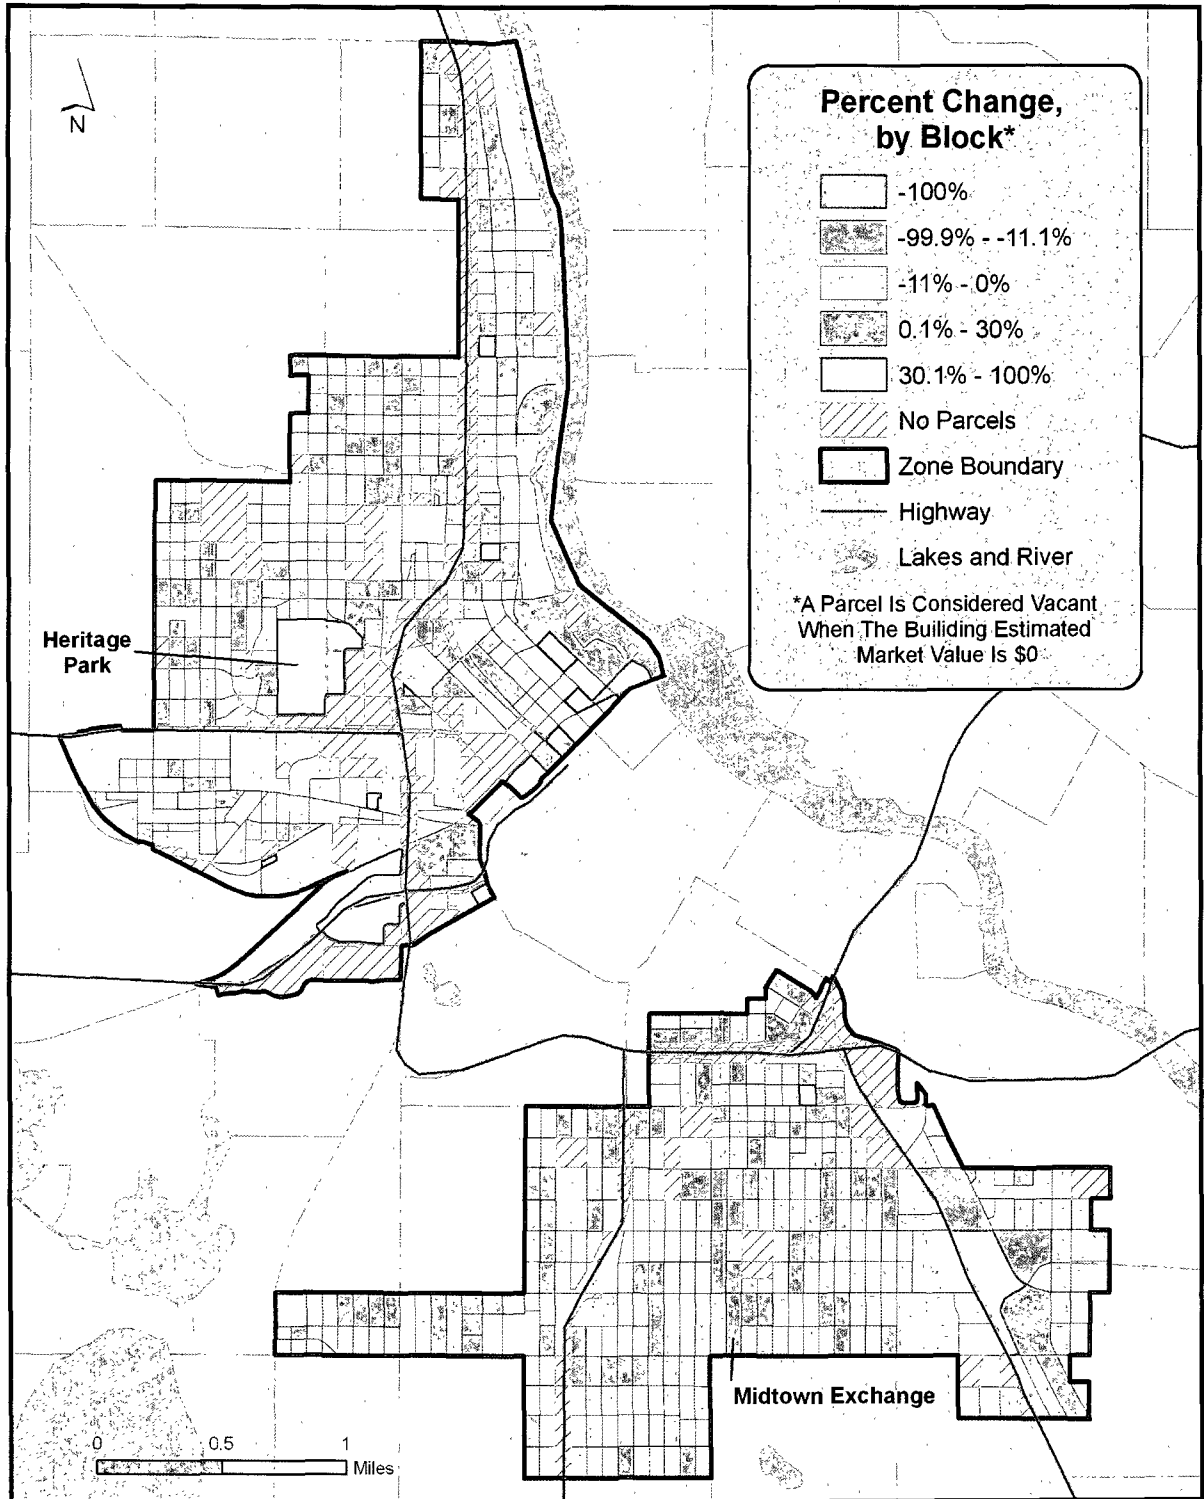 N
Percent Change,
by Block*
-100%
-99.9% - -11.1%
-11% - 0%
0.1% - 30%
30.1% - 100%
No Parcels
Zone Boundary
Highway
Lakes and River
*A Parcel Is Considered Vacant
When The Builiding Estimated
Market Value Is $0
Heritage
Park
Midtown Exchange
0 0.5 1
Miles